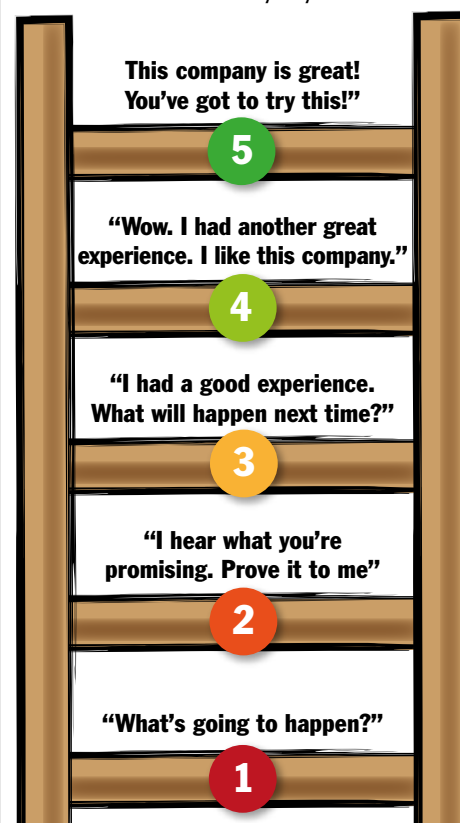 This company is great!
You’ve got to try this!”
5
“Wow. I had another great
experience. I like this company.”
4
“I had a good experience.
What will happen next time?”
3
“I hear what you’re
promising. Prove it to me”
2
“What’s going to happen?”
1